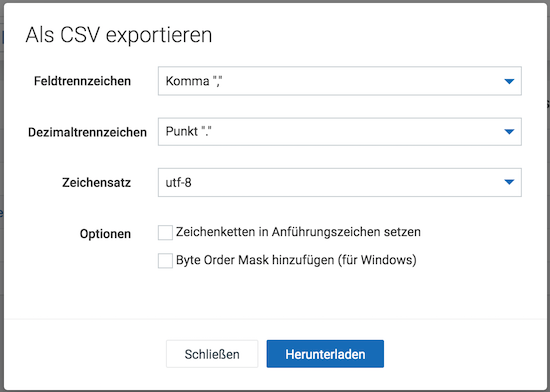 Als CSV exportieren
Feldtrennzeichen Komma ","
Dezimaltrennzeichen Punkt "."
Zeichensatz utf-8
Optionen Zeichenketten in Anführungszeichen setzen
Byte Order Mask hinzufügen (für Windows)
Schließen Herunterladen